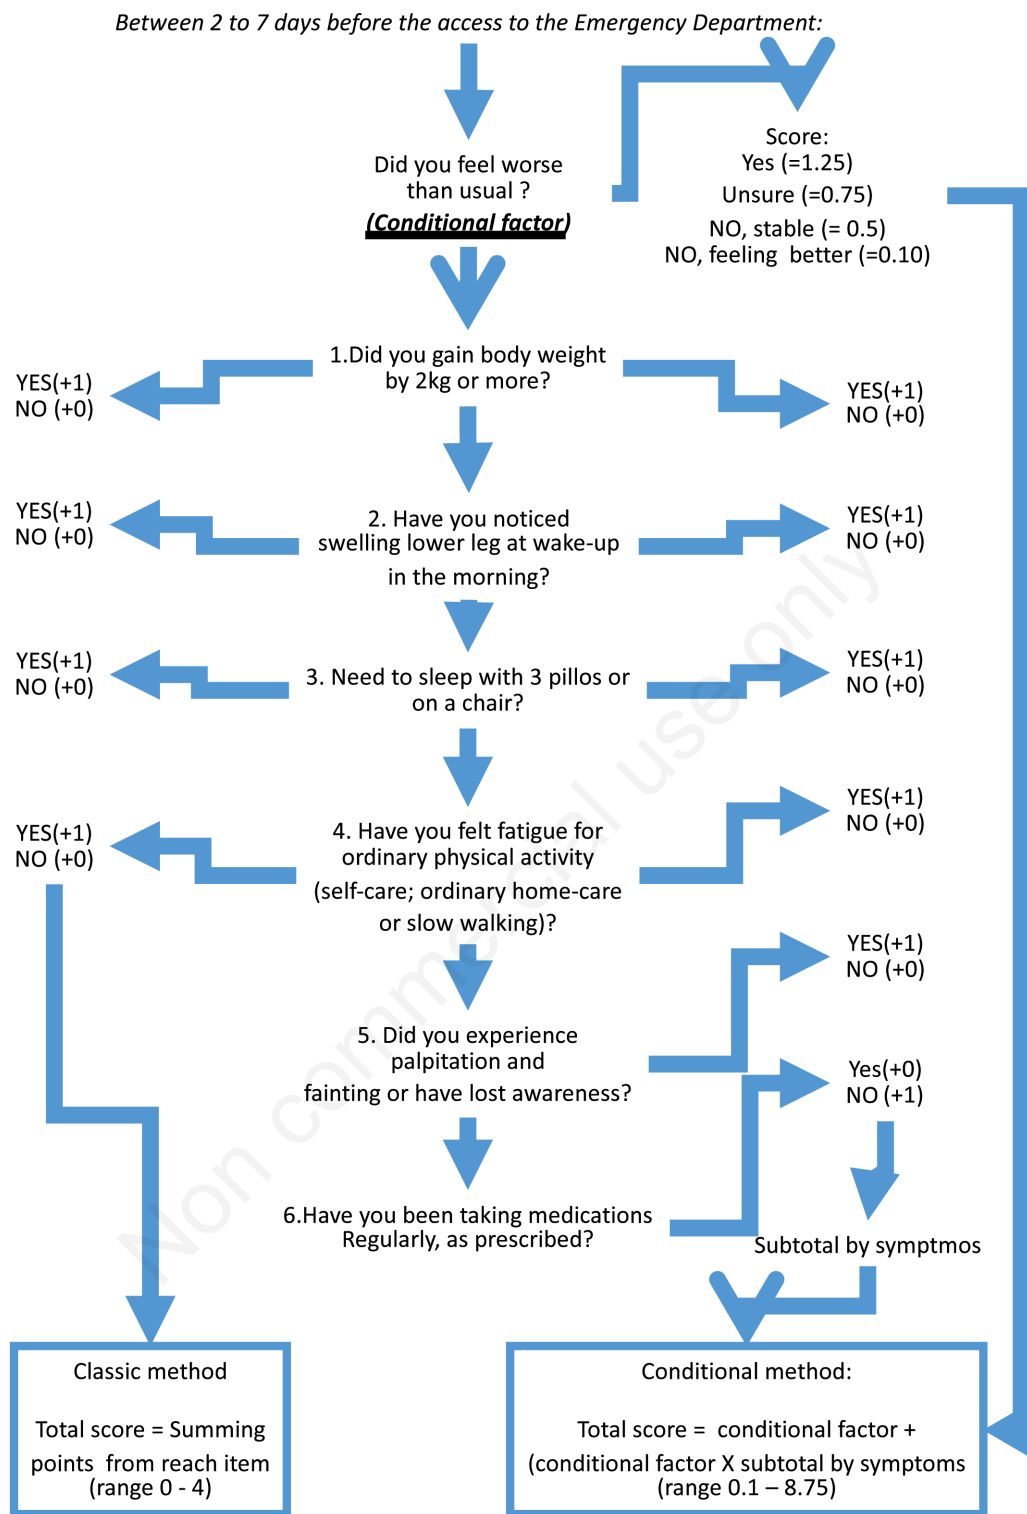 Between 2 to 7 days before the access to the Emergency Department:
Did you feel worse
than usual ?
(Conditional factor)
Score:
Yes (=1.25)
Unsure (=0.75)
NO, stable (= 0.5)
NO, feeling better (=0.10)
1.Did you gain body weight
by 2kg or more?
YES(+1)
NO (+0)
YES(+1)
NO (+0)
2. Have you noticed
swelling lower leg at wake-up
in the morning?
YES(+1)
NO (+0)
YES(+1)
NO (+0)
3. Need to sleep with 3 pillos or
on a chair?
YES(+1)
NO (+0)
YES(+1)
NO (+0)
4. Have you felt fatigue for
ordinary physical activity
(self-care; ordinary home-care
or slow walking)?
YES(+1)
NO (+0)
YES(+1)
NO (+0)
5. Did you experience
palpitation and
fainting or have lost awareness?
YES(+1)
NO (+0)
6.Have you been taking medications
Regularly, as prescribed?
Yes(+0)
NO (+1)
Subtotal by symptmos
Classic method
Total score = Summing
points from reach item
(range 0 - 4)
Conditional method:
Total score = conditional factor +
(conditional factor X subtotal by symptoms
(range 0.1 – 8.75)
Non commercial use only